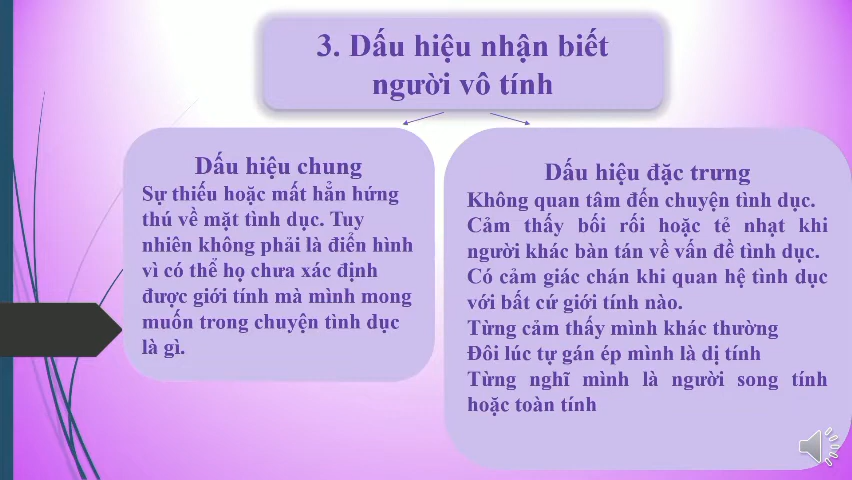 3. Dấu hiệu nhận biết
người vô tính
Dấu hiệu chung
Sự thiếu hoặc mất hẳn hứng
thú về mặt tình dục. Tuy
nhiên không phải là điển hình
vì có thể họ chưa xác định
được giới tính mà mình mong
muốn trong chuyện tình dục
là gì.
Dấu hiệu đặc trưng
Không quan tâm đến chuyện tình dục.
Cảm thấy bối rối hoặc tẻ nhạt khi
người khác bàn tán về vấn đề tình dục.
Có cảm giác chán khi quan hệ tình dục
với bất cứ giới tính nào.
Từng cảm thấy mình khác thường
Đôi lúc tự gán ép mình là dị tính
Từng nghĩ mình là người song tính
hoặc toàn tính